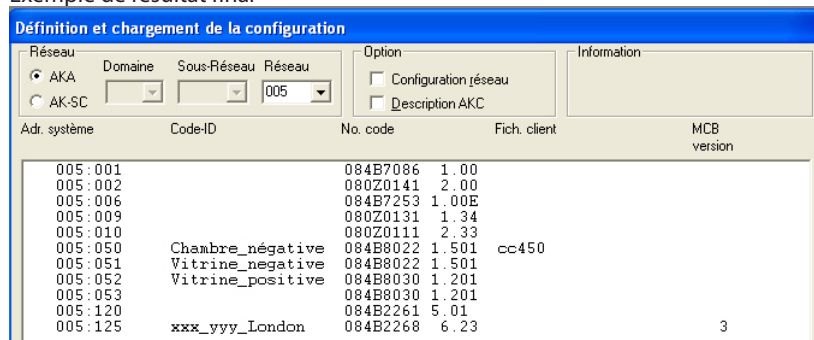 Exemple de résultat final
Définition et chargement de la configuration
Réseau
AKA
AK-SC
Domaine
Sous-Réseau
Réseau
005
Option
Configuration réseau
Description AKC
Information
Adr. système Code-ID No. code Fich. client MCB version
005:001 084B7086 1.00
005:002 080Z0141 2.00
005:006 084B7253 1.00E
005:009 080Z0131 1.34
005:010 080Z0111 2.33
005:050 Chambre_négative 084B8022 1.501 cc450
005:051 Vitrine_negative 084B8022 1.501
005:052 Vitrine_positive 084B8030 1.201
005:053 084B8030 1.201
005:120 084B2261 5.01
005:125 xxx_yyy_London 084B2268 6.23 3